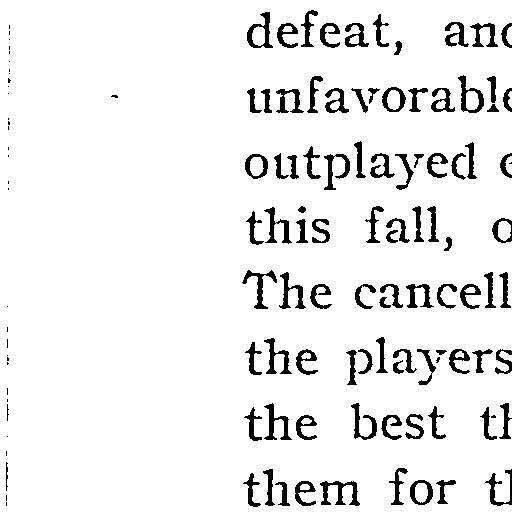 defeat, and
unfavorable
outplayed
this fall,
The cancell
the players
the best th
them for th